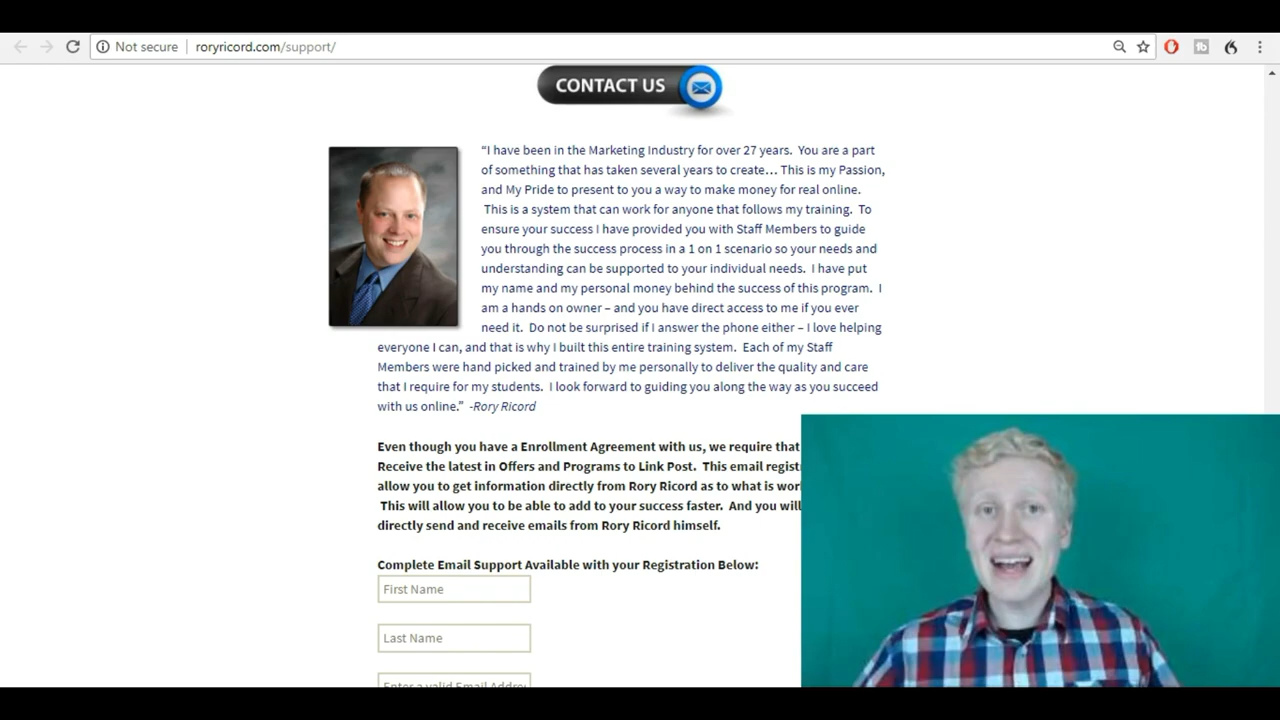 Not secure
roryricord.com/support/
CONTACT US
“I have been in the Marketing Industry for over 27 years. You are a part
of something that has taken several years to create… This is my Passion,
and My Pride to present to you a way to make money for real online.
This is a system that can work for anyone that follows my training. To
ensure your success I have provided you with Staff Members to guide
you through the success process in a 1 on 1 scenario so your needs and
understanding can be supported to your individual needs. I have put
my name and my personal money behind the success of this program. I
am a hands on owner – and you have direct access to me if you ever
need it. Do not be surprised if I answer the phone either – I love helping
everyone I can, and that is why I built this entire training system. Each of my Staff
Members were hand picked and trained by me personally to deliver the quality and care
that I require for my students. I look forward to guiding you along the way as you succeed
with us online.” -Rory Ricord
Even though you have a Enrollment Agreement with us, we require that
Receive the latest in Offers and Programs to Link Post. This email regist
allow you to get information directly from Rory Ricord as to what is wor
This will allow you to be able to add to your success faster. And you will
directly send and receive emails from Rory Ricord himself.
Complete Email Support Available with your Registration Below:
First Name
Last Name
Enter a valid Email Addre